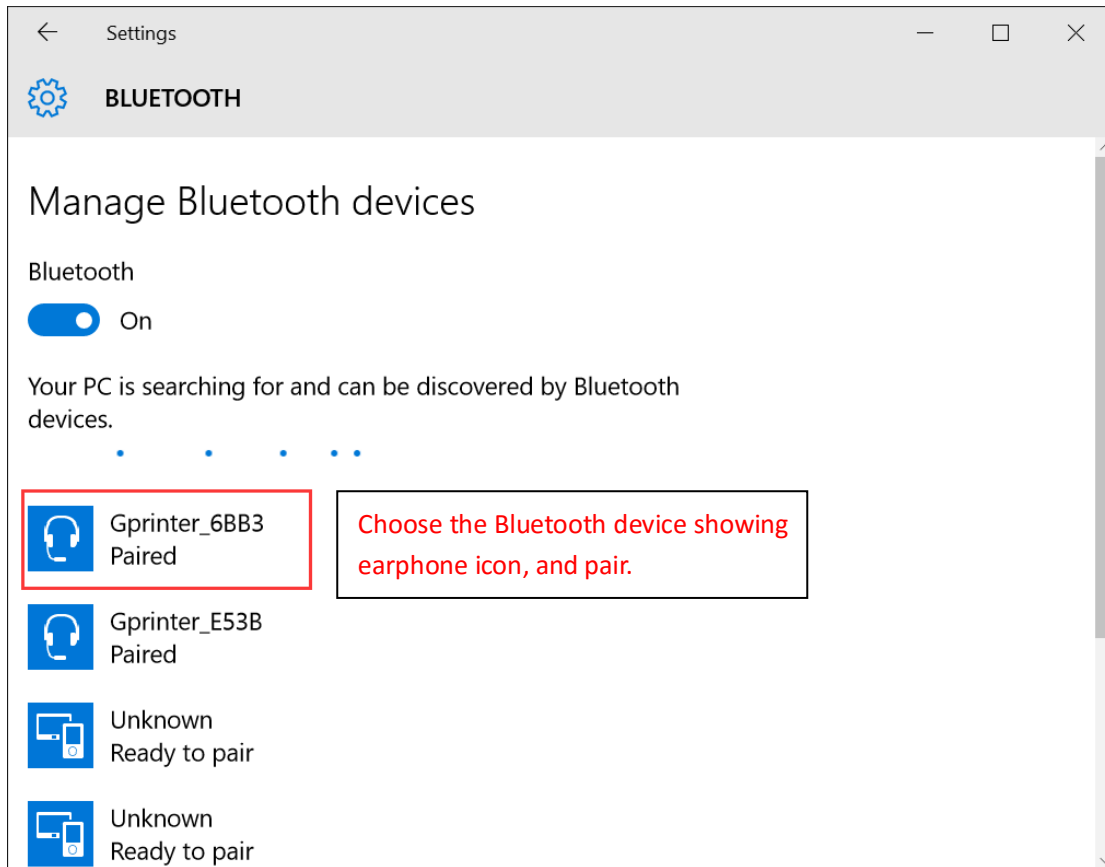 Settings
BLUETOOTH
Manage Bluetooth devices
Bluetooth
On
Your PC is searching for and can be discovered by Bluetooth
devices.
Gprinter_6BB3
Paired
Choose the Bluetooth device showing
earphone icon, and pair.
Gprinter_E53B
Paired
Unknown
Ready to pair
Unknown
Ready to pair